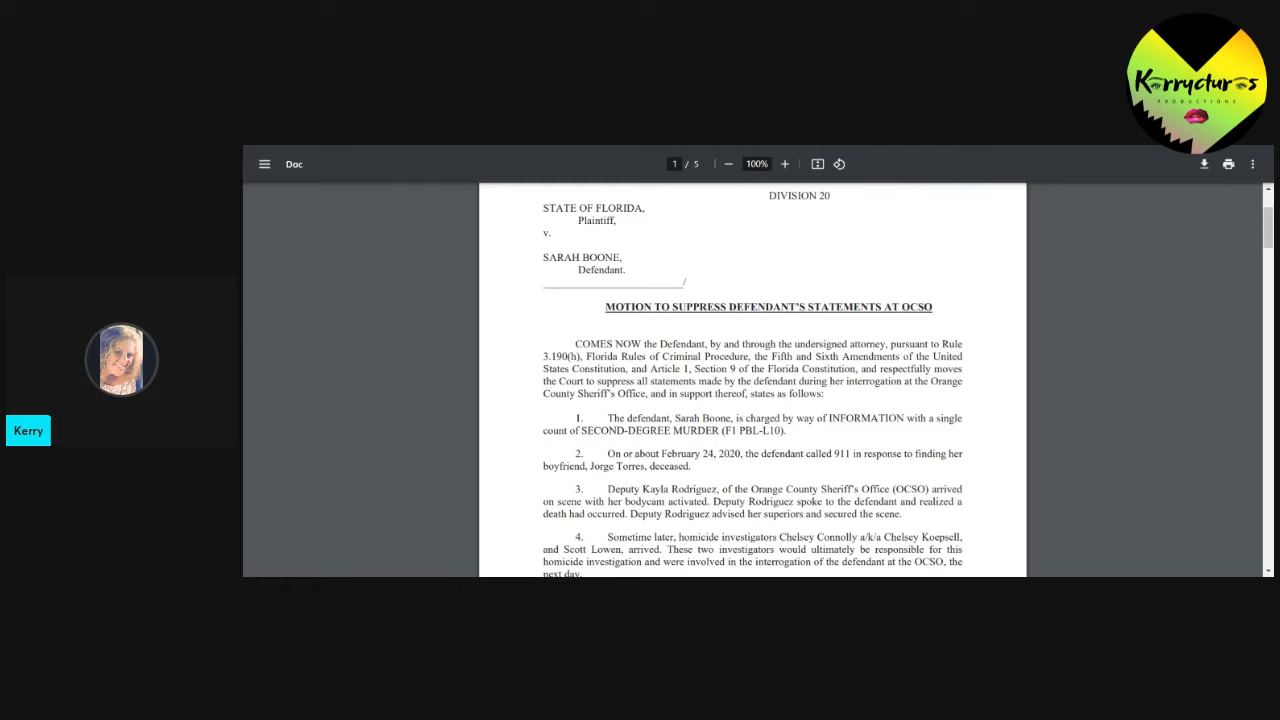 Kerryctures
PRODUCTIONS
Doc
1 / 5
100%
DIVISION 20
STATE OF FLORIDA,
Plaintiff,
v.
SARAH BOONE,
Defendant.
/
MOTION TO SUPPRESS DEFENDANT'S STATEMENTS AT OCSO
COMES NOW the Defendant, by and through the undersigned attorney, pursuant to Rule
3.190(h), Florida Rules of Criminal Procedure, the Fifth and Sixth Amendments of the United
States Constitution, and Article 1, Section 9 of the Florida Constitution, and respectfully moves
the Court to suppress all statements made by the defendant during her interrogation at the Orange
County Sheriff's Office, and in support thereof, states as follows:
1. The defendant, Sarah Boone, is charged by way of INFORMATION with a single
count of SECOND-DEGREE MURDER (F1 PBL-L10).
2. On or about February 24, 2020, the defendant called 911 in response to finding her
boyfriend, Jorge Torres, deceased.
3. Deputy Kayla Rodriguez, of the Orange County Sheriff's Office (OCSO) arrived
on scene with her bodycam activated. Deputy Rodriguez spoke to the defendant and realized a
death had occurred. Deputy Rodriguez advised her superiors and secured the scene.
4. Sometime later, homicide investigators Chelsey Connolly a/k/a Chelsey Koepsell,
and Scott Lowen, arrived. These two investigators would ultimately be responsible for this
homicide investigation and were involved in the interrogation of the defendant at the OCSO, the
next day.
Kerry